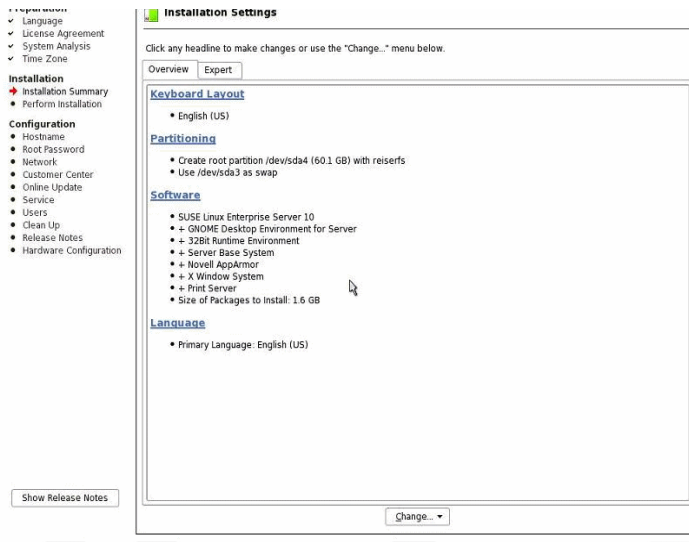 Preparation
Language
License Agreement
System Analysis
Time Zone
Installation
Installation Summary
Perform Installation
Configuration
Hostname
Root Password
Network
Customer Center
Online Update
Service
Users
Clean Up
Release Notes
Hardware Configuration
Show Release Notes
Installation Settings
Click any headline to make changes or use the "Change..." menu below.
Overview Expert
Keyboard Layout
English (US)
Partitioning
Create root partition /dev/sda4 (60.1 GB) with reiserfs
Use /dev/sda3 as swap
Software
SUSE Linux Enterprise Server 10
+ GNOME Desktop Environment for Server
+ 32Bit Runtime Environment
+ Server Base System
+ Novell AppArmor
+ X Window System
+ Print Server
Size of Packages to Install: 1.6 GB
Language
Primary Language: English (US)
Change...